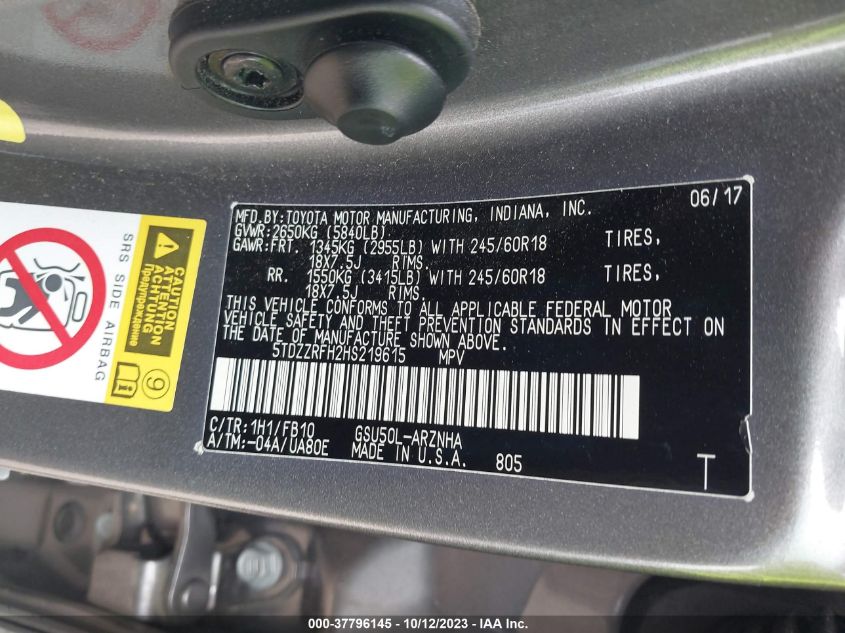 MFD.BY:TOYOTA MOTOR MANUFACTURING, INDIANA, INC. 06/17
GVWR:2650KG (5840LB)
GAWR:FRT. 1345KG (2955LB) WITH 245/60R18 TIRES,
18X7.5J RIMS.
RR. 1550KG (3415LB) WITH 245/60R18 TIRES,
18X7.5J RIMS
THIS VEHICLE CONFORMS TO ALL APPLICABLE FEDERAL MOTOR
VEHICLE SAFETY AND THEFT PREVENTION STANDARDS IN EFFECT ON
THE DATE OF MANUFACTURE SHOWN ABOVE.
5TDZZRFH2HS219615 MPV
C/TR:1H1/FB10 GSU50L-ARZNHA
A/TM:-04A/UA80E MADE IN U.S.A. 805 T
SRS SIDE AIRBAG
CAUTION
ATTENTION
ACHTUNG
Предупреждение
9
i
000-37796145 - 10/12/2023 - IAA Inc.